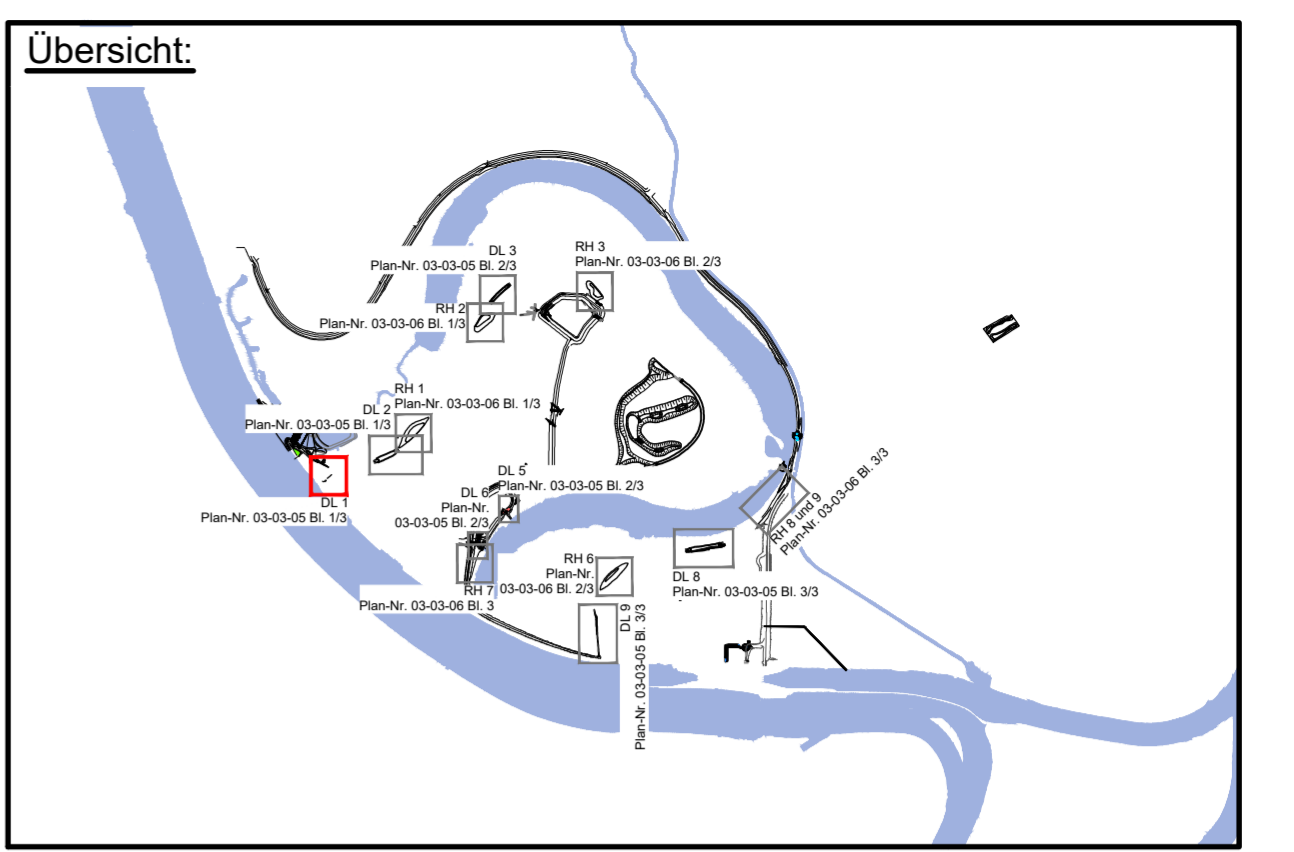 Übersicht:
DL 3
Plan-Nr. 03-03-05 Bl. 2/3
RH 3
Plan-Nr. 03-03-06 Bl. 2/3
RH 2
Plan-Nr. 03-03-06 Bl. 1/3
RH 1
Plan-Nr. 03-03-06 Bl. 1/3
DL 2
Plan-Nr. 03-03-05 Bl. 1/3
DL 1
Plan-Nr. 03-03-05 Bl. 1/3
DL 5
Plan-Nr. 03-03-05 Bl. 2/3
DL 6
Plan-Nr.
03-03-05 Bl. 2/3
RH 8 und 9
Plan-Nr. 03-03-06 Bl. 3/3
RH 6
Plan-Nr.
03-03-06 Bl. 2/3
RH 7
Plan-Nr. 03-03-06 Bl. 3
DL 8
Plan-Nr. 03-03-05 Bl. 3/3
DL 9
Plan-Nr. 03-03-05 Bl. 3/3